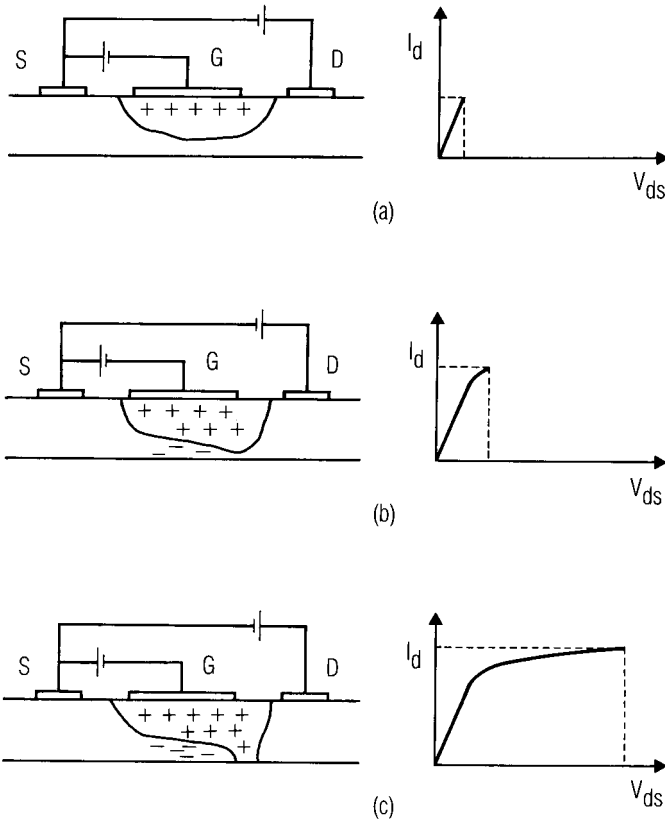 S G D
+ + + + +
I_d
V_ds
(a)
S G D
+ + + +
+ + +
− − − −
I_d
V_ds
(b)
S G D
+ + + + +
+ + +
+
− − − − −
I_d
V_ds
(c)